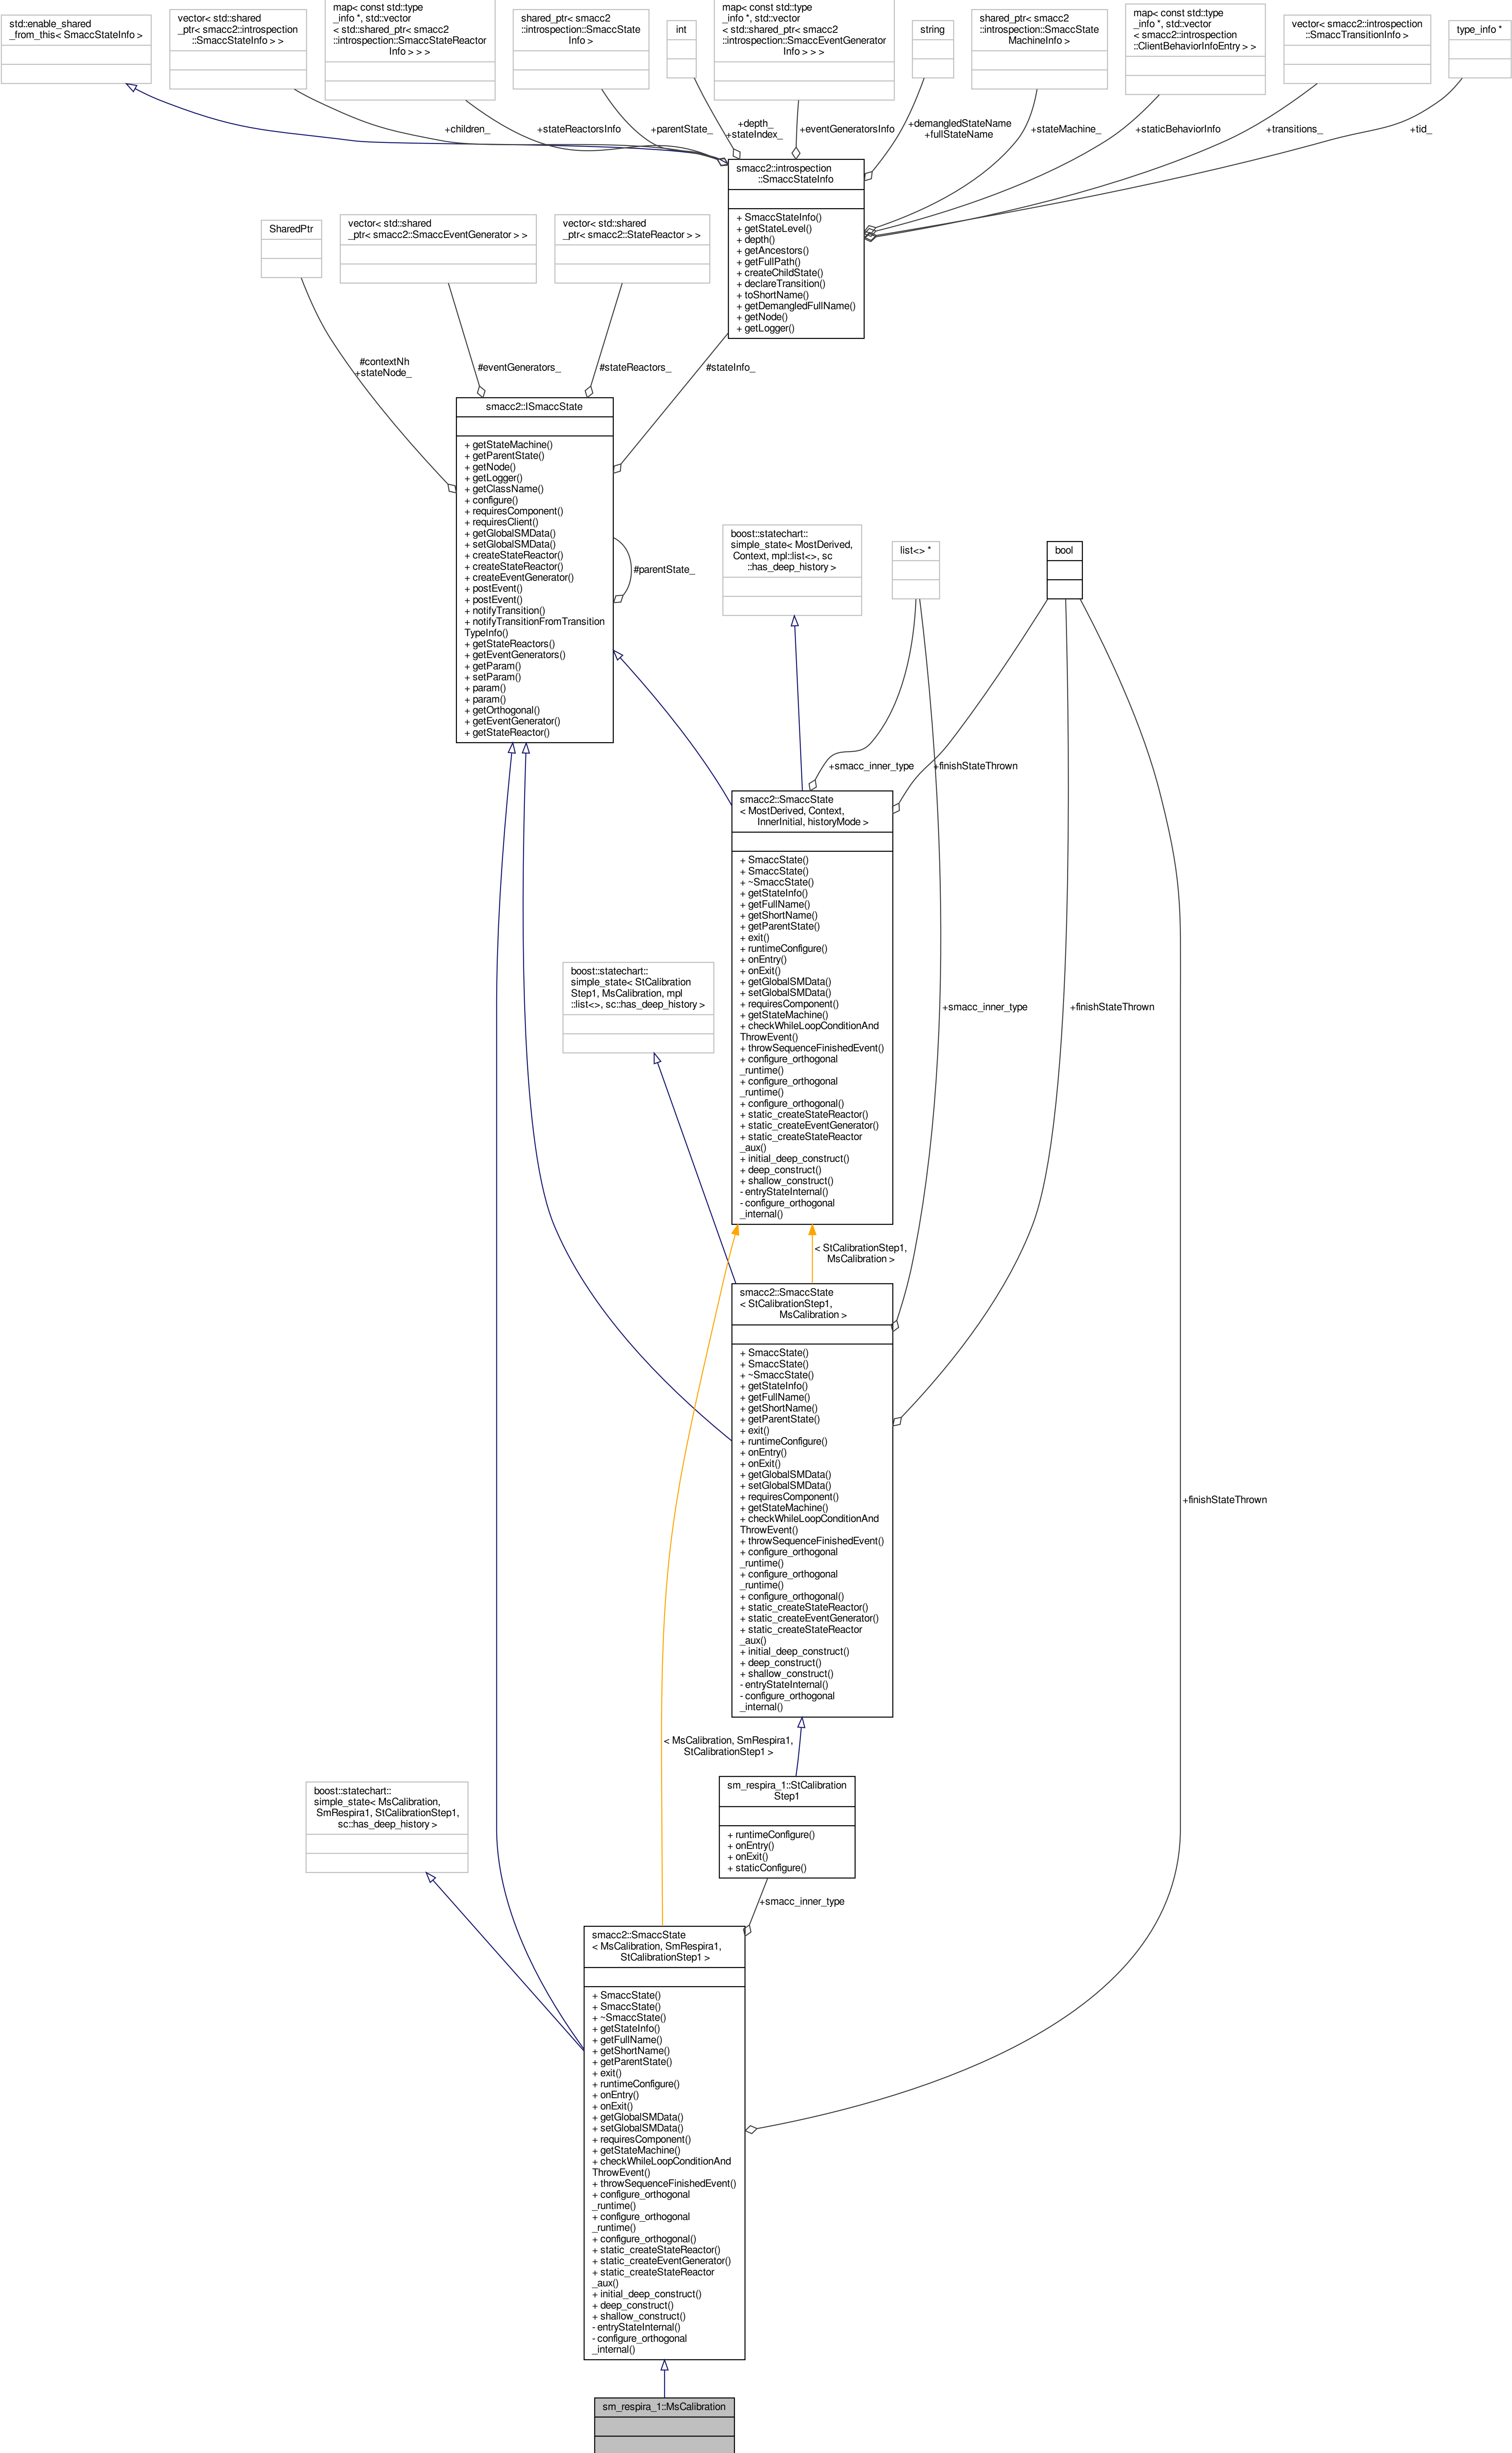 std::enable_shared
_from_this< SmaccStateInfo >
vector< std::shared
_ptr< smacc2::introspection
::SmaccStateInfo > >
map< const std::type
_info *, std::vector
< std::shared_ptr< smacc2
::introspection::SmaccStateReactor
Info > > >
shared_ptr< smacc2
::introspection::SmaccState
Info >
int
map< const std::type
_info *, std::vector
< std::shared_ptr< smacc2
::introspection::SmaccEventGenerator
Info > > >
string
shared_ptr< smacc2
::introspection::SmaccState
MachineInfo >
map< const std::type
_info *, std::vector
< smacc2::introspection
::ClientBehaviorInfoEntry > >
vector< smacc2::introspection
::SmaccTransitionInfo >
type_info *
+children_
+stateReactorsInfo
+parentState_
+depth_
+stateIndex_
+eventGeneratorsInfo
+demangledStateName
+fullStateName
+stateMachine_
+staticBehaviorInfo
+transitions_
+tid_
smacc2::introspection
::SmaccStateInfo
+ SmaccStateInfo()
+ getStateLevel()
+ depth()
+ getAncestors()
+ getFullPath()
+ createChildState()
+ declareTransition()
+ toShortName()
+ getDemangledFullName()
+ getNode()
+ getLogger()
SharedPtr
vector< std::shared
_ptr< smacc2::SmaccEventGenerator > >
vector< std::shared
_ptr< smacc2::StateReactor > >
#contextNh
+stateNode_
#eventGenerators_
#stateReactors_
#stateInfo_
smacc2::ISmaccState
+ getStateMachine()
+ getParentState()
+ getNode()
+ getLogger()
+ getClassName()
+ configure()
+ requiresComponent()
+ requiresClient()
+ getGlobalSMData()
+ setGlobalSMData()
+ createStateReactor()
+ createStateReactor()
+ createEventGenerator()
+ postEvent()
+ postEvent()
+ notifyTransition()
+ notifyTransitionFromTransition
TypeInfo()
+ getStateReactors()
+ getEventGenerators()
+ getParam()
+ setParam()
+ param()
+ param()
+ getOrthogonal()
+ getEventGenerator()
+ getStateReactor()
#parentState_
boost::statechart::
simple_state< MostDerived,
Context, mpl::list<>, sc
::has_deep_history >
list<> *
bool
+smacc_inner_type
+finishStateThrown
smacc2::SmaccState
< MostDerived, Context,
InnerInitial, historyMode >
+ SmaccState()
+ SmaccState()
+ ~SmaccState()
+ getStateInfo()
+ getFullName()
+ getShortName()
+ getParentState()
+ exit()
+ runtimeConfigure()
+ onEntry()
+ onExit()
+ getGlobalSMData()
+ setGlobalSMData()
+ requiresComponent()
+ getStateMachine()
+ checkWhileLoopConditionAnd
ThrowEvent()
+ throwSequenceFinishedEvent()
+ configure_orthogonal
_runtime()
+ configure_orthogonal
_runtime()
+ configure_orthogonal()
+ static_createStateReactor()
+ static_createEventGenerator()
+ static_createStateReactor
_aux()
+ initial_deep_construct()
+ deep_construct()
+ shallow_construct()
- entryStateInternal()
- configure_orthogonal
_internal()
boost::statechart::
simple_state< StCalibration
Step1, MsCalibration, mpl
::list<>, sc::has_deep_history >
+smacc_inner_type
+finishStateThrown
< StCalibrationStep1,
MsCalibration >
smacc2::SmaccState
< StCalibrationStep1,
MsCalibration >
+ SmaccState()
+ SmaccState()
+ ~SmaccState()
+ getStateInfo()
+ getFullName()
+ getShortName()
+ getParentState()
+ exit()
+ runtimeConfigure()
+ onEntry()
+ onExit()
+ getGlobalSMData()
+ setGlobalSMData()
+ requiresComponent()
+ getStateMachine()
+ checkWhileLoopConditionAnd
ThrowEvent()
+ throwSequenceFinishedEvent()
+ configure_orthogonal
_runtime()
+ configure_orthogonal
_runtime()
+ configure_orthogonal()
+ static_createStateReactor()
+ static_createEventGenerator()
+ static_createStateReactor
_aux()
+ initial_deep_construct()
+ deep_construct()
+ shallow_construct()
- entryStateInternal()
- configure_orthogonal
_internal()
+finishStateThrown
< MsCalibration, SmRespira1,
StCalibrationStep1 >
boost::statechart::
simple_state< MsCalibration,
SmRespira1, StCalibrationStep1,
sc::has_deep_history >
sm_respira_1::StCalibration
Step1
+ runtimeConfigure()
+ onEntry()
+ onExit()
+ staticConfigure()
+smacc_inner_type
smacc2::SmaccState
< MsCalibration, SmRespira1,
StCalibrationStep1 >
+ SmaccState()
+ SmaccState()
+ ~SmaccState()
+ getStateInfo()
+ getFullName()
+ getShortName()
+ getParentState()
+ exit()
+ runtimeConfigure()
+ onEntry()
+ onExit()
+ getGlobalSMData()
+ setGlobalSMData()
+ requiresComponent()
+ getStateMachine()
+ checkWhileLoopConditionAnd
ThrowEvent()
+ throwSequenceFinishedEvent()
+ configure_orthogonal
_runtime()
+ configure_orthogonal
_runtime()
+ configure_orthogonal()
+ static_createStateReactor()
+ static_createEventGenerator()
+ static_createStateReactor
_aux()
+ initial_deep_construct()
+ deep_construct()
+ shallow_construct()
- entryStateInternal()
- configure_orthogonal
_internal()
sm_respira_1::MsCalibration